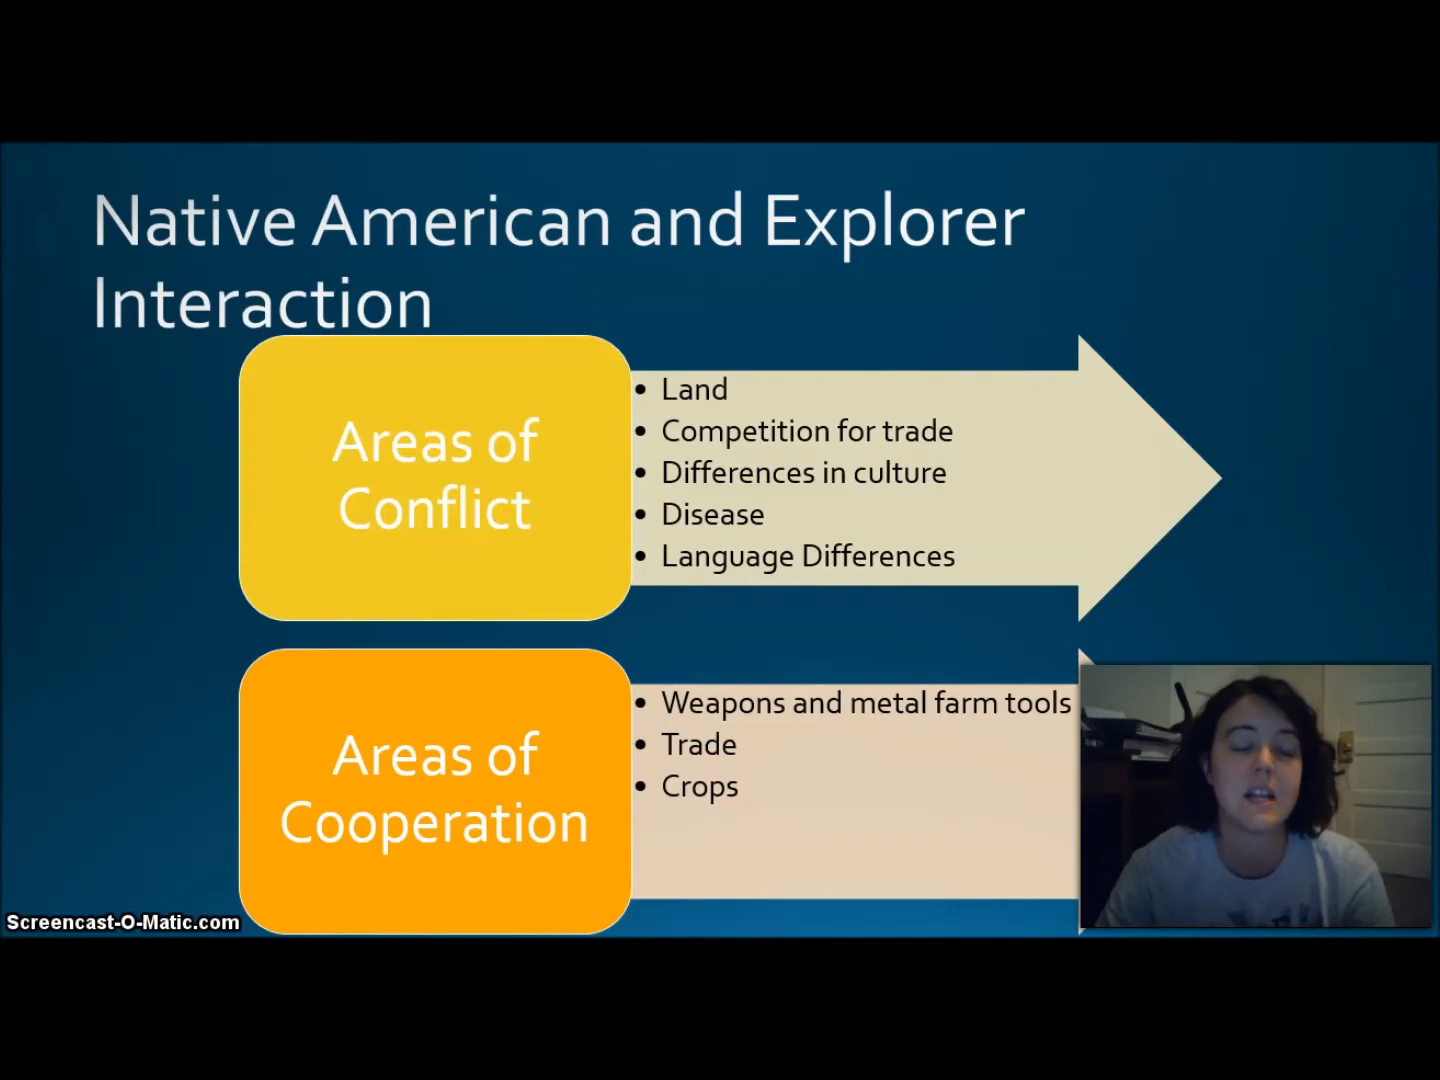 Native American and Explorer
Interaction
Areas of
Conflict
• Land
• Competition for trade
• Differences in culture
• Disease
• Language Differences
Areas of
Cooperation
• Weapons and metal farm tools
• Trade
• Crops
Screencast-O-Matic.com